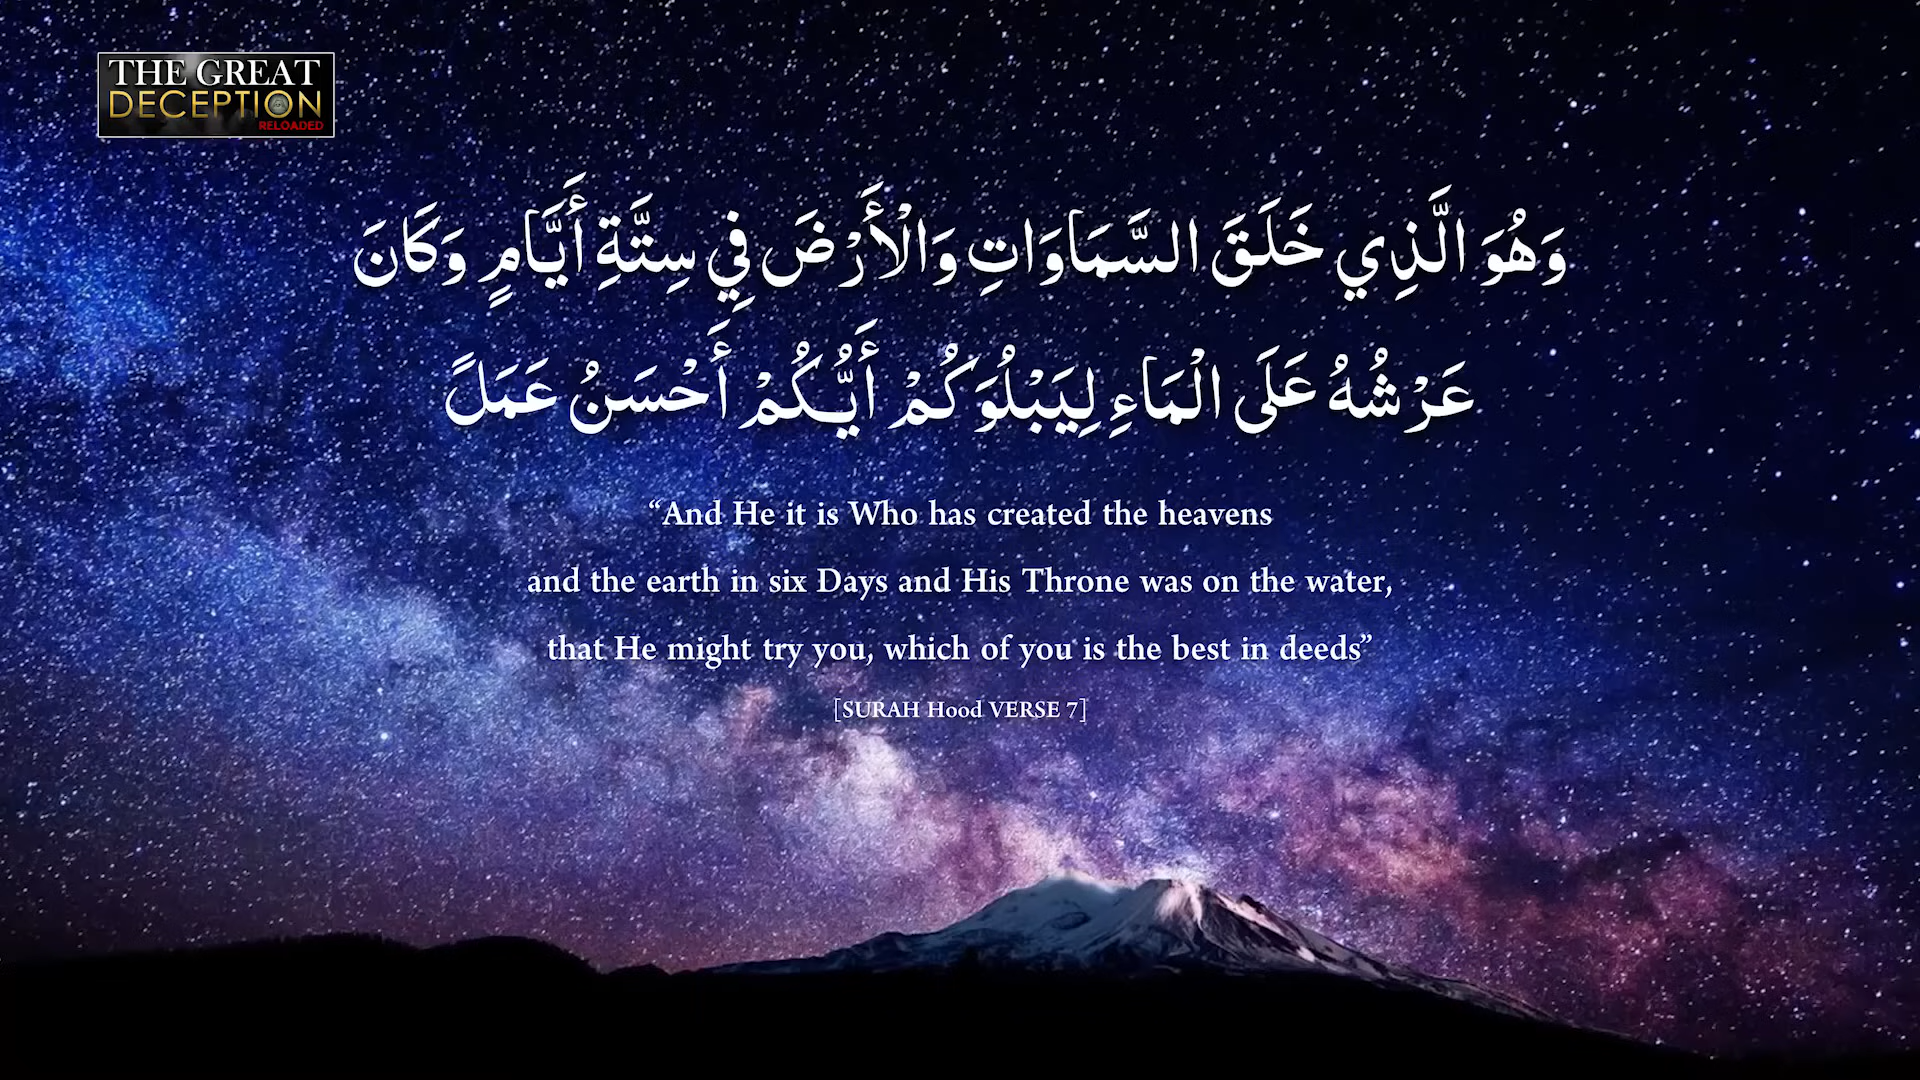 THE GREAT
DECEPTION
RELOADED
وَهُوَ الَّذِي خَلَقَ السَّمَاوَاتِ وَالْأَرْضَ فِي سِتَّةِ أَيَّامٍ وَكَانَ
عَرْشُهُ عَلَى الْمَاءِ لِيَبْلُوَكُمْ أَيُّكُمْ أَحْسَنُ عَمَلً
“And He it is Who has created the heavens
and the earth in six Days and His Throne was on the water,
that He might try you, which of you is the best in deeds”
[SURAH Hood VERSE 7]